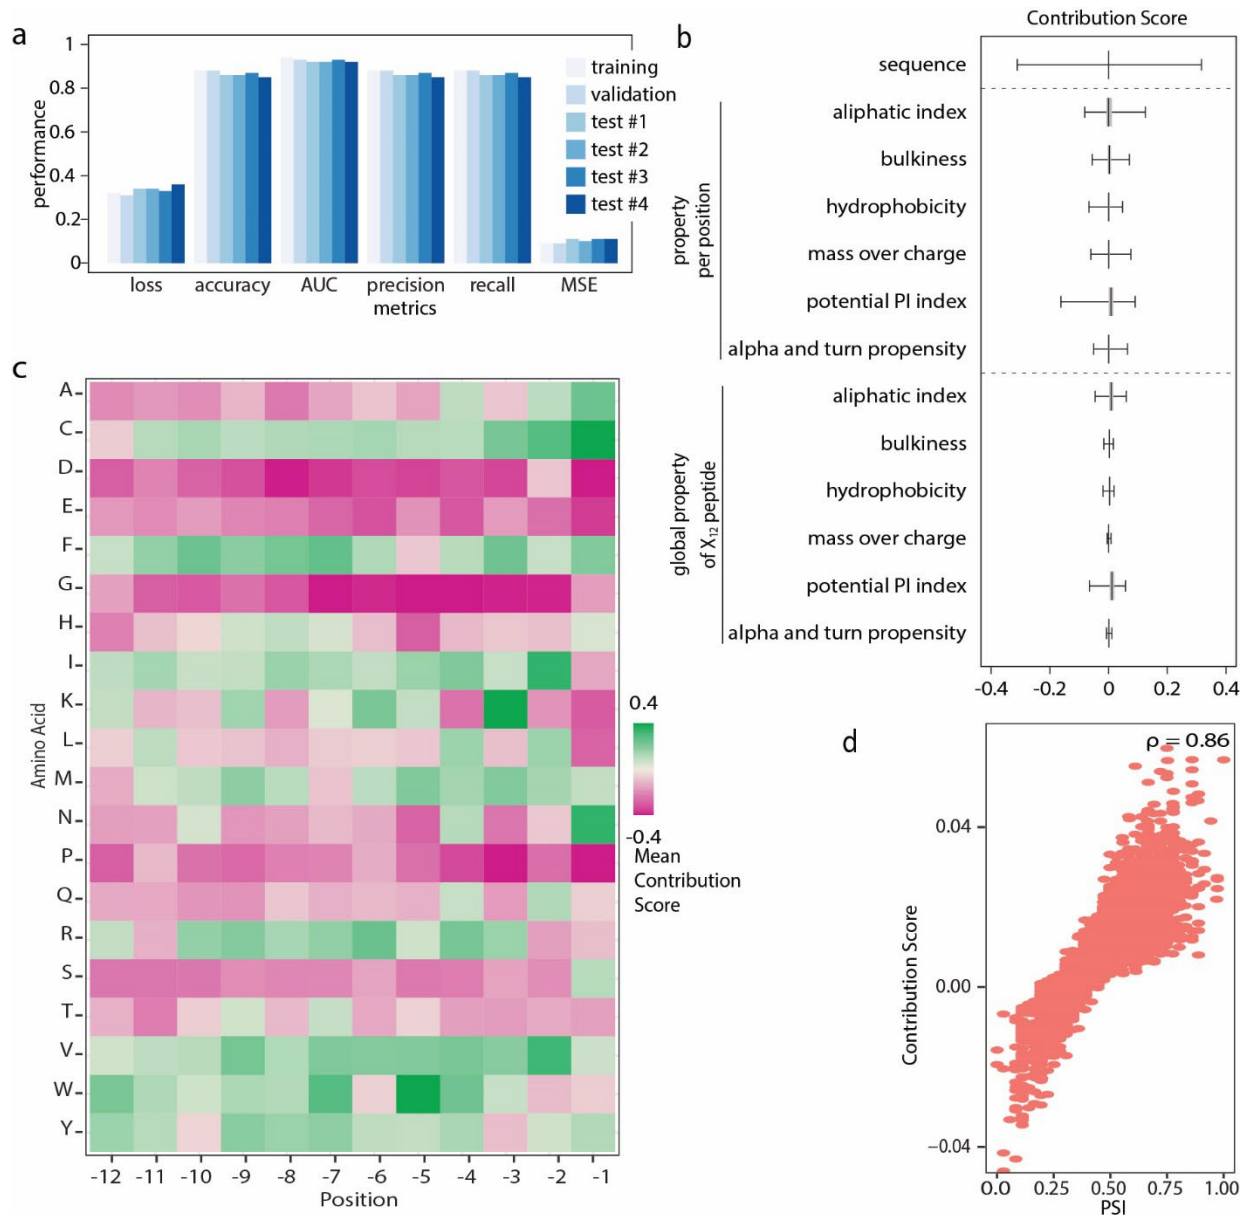 a
1
0.8
0.6
0.4
0.2
0
performance
loss
accuracy
AUC
precision
recall
MSE
metrics
training
validation
test #1
test #2
test #3
test #4
b
Contribution Score
sequence
property
per position
aliphatic index
bulkiness
hydrophobicity
mass over charge
potential PI index
alpha and turn propensity
global property
of X₁₂ peptide
aliphatic index
bulkiness
hydrophobicity
mass over charge
potential PI index
alpha and turn propensity
-0.4 -0.2 0 0.2 0.4
c
Amino Acid
A
C
D
E
F
G
H
I
K
L
M
N
P
Q
R
S
T
V
W
Y
-12 -11 -10 -9 -8 -7 -6 -5 -4 -3 -2 -1
Position
0.4
-0.4
Mean
Contribution
Score
d
ρ = 0.86
Contribution Score
0.04
0.00
−0.04
0.0 0.25 0.50 0.75 1.00
PSI